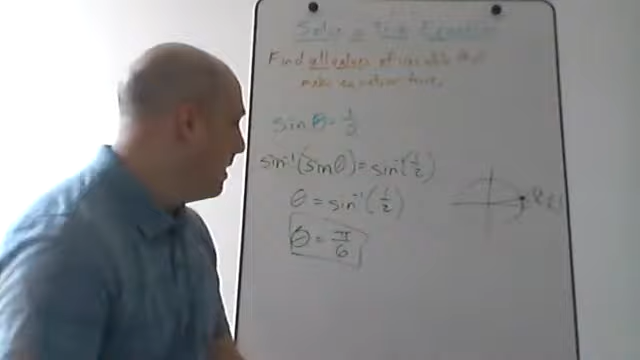 Solve a Trig Equation
Find all values of variable that
make equation true.
sin θ = 1/2
sin⁻¹(sin θ) = sin⁻¹(1/2)
θ = sin⁻¹(1/2)
θ = π/6